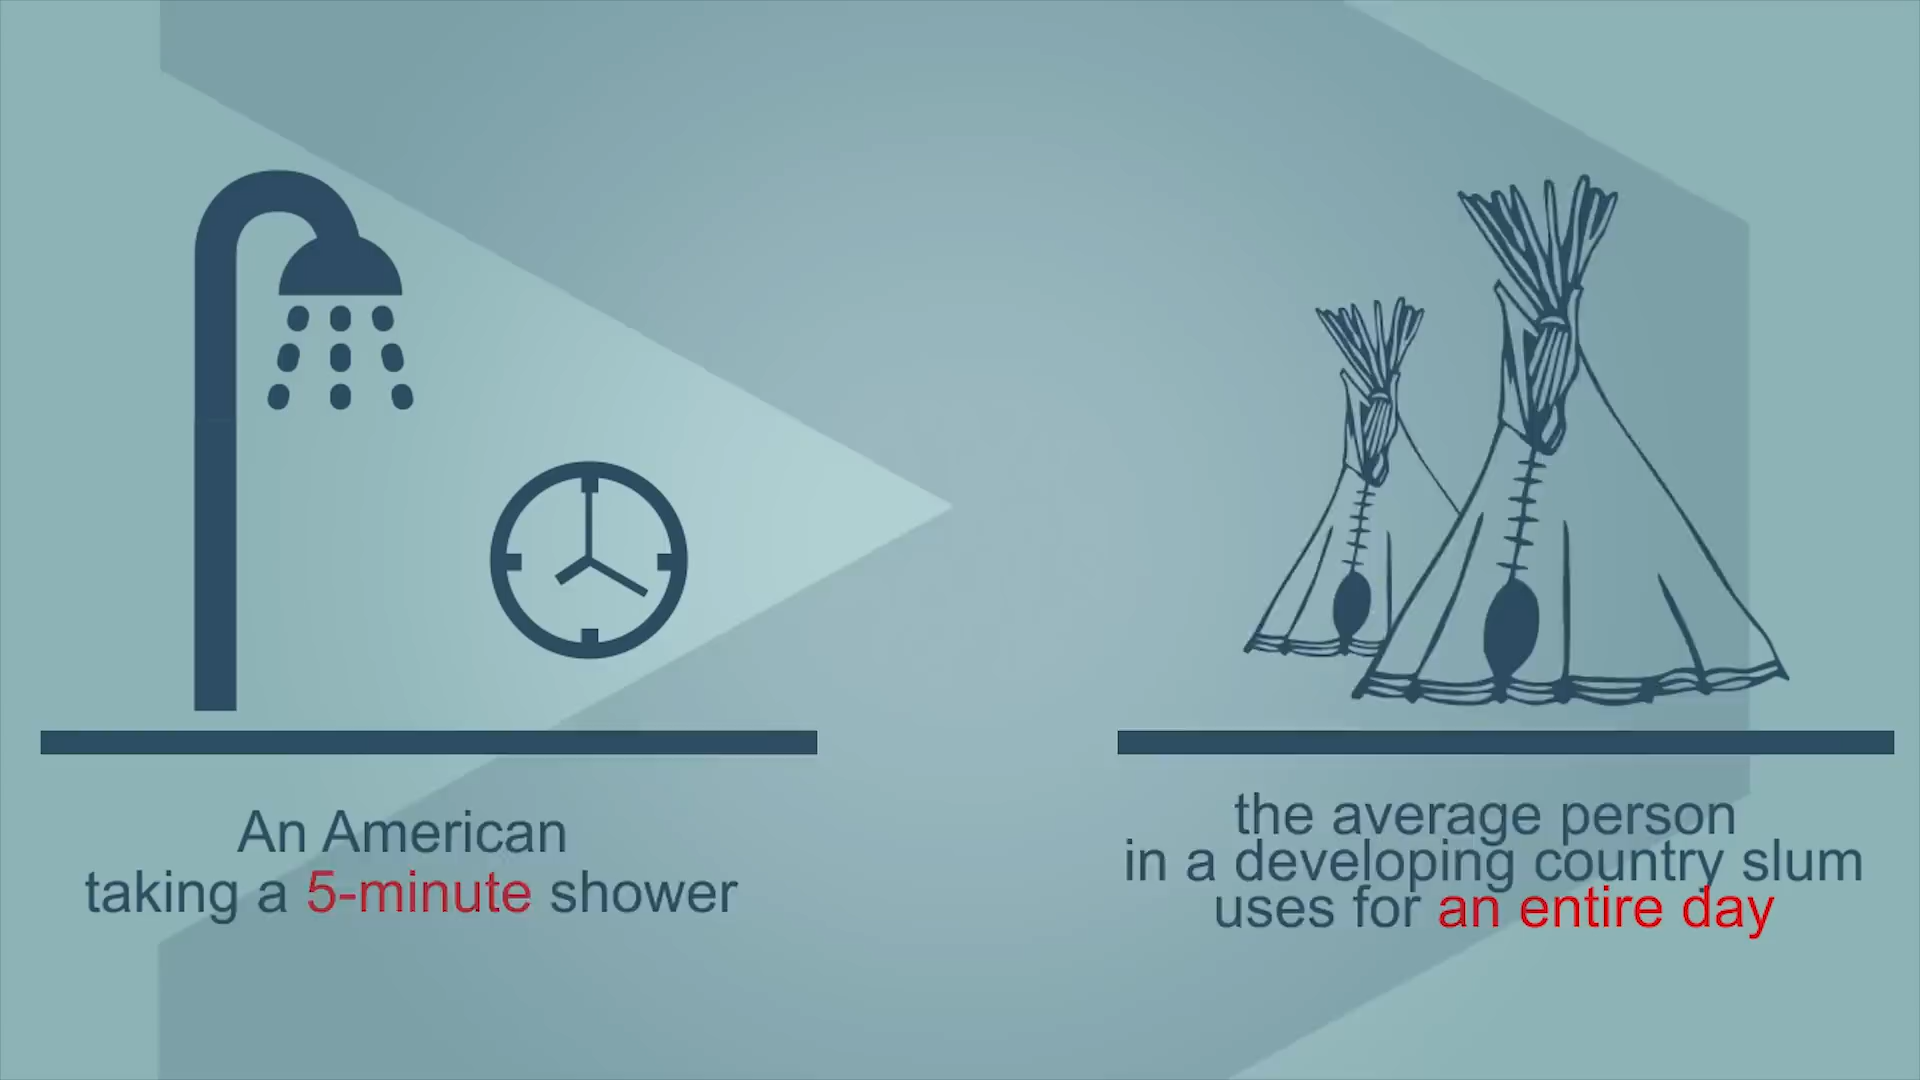 An American
taking a 5-minute shower
the average person
in a developing country slum
uses for an entire day